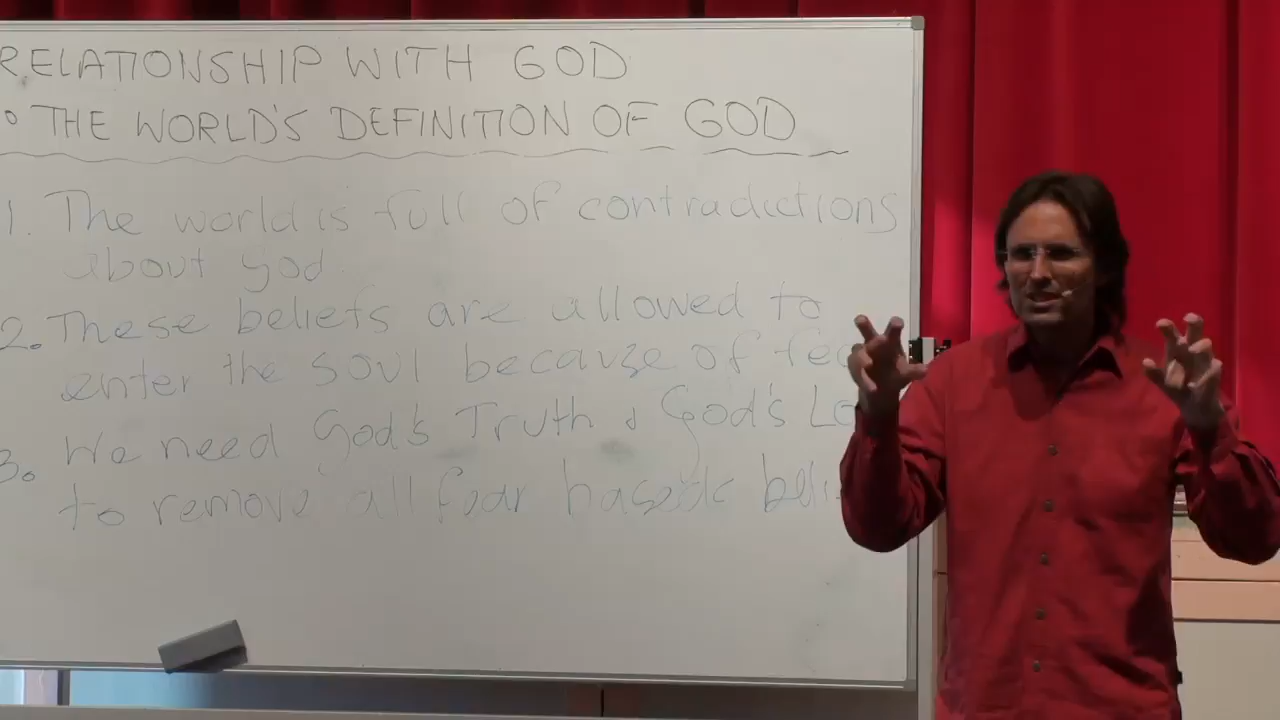 RELATIONSHIP WITH GOD
THE WORLD'S DEFINITION OF GOD
1. The world is full of contradictions
about god.
2. These beliefs are allowed to
enter the soul because of
3. We need God's Truth & God's
to remove all fear